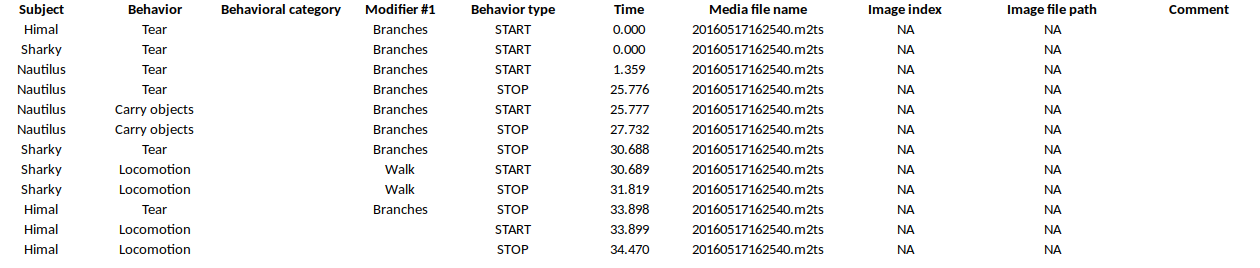 Subject Behavior Behavioral category Modifier #1 Behavior type Time Media file name Image index Image file path Comment
Himal Tear Branches START 0.000 20160517162540.m2ts NA NA
Sharky Tear Branches START 0.000 20160517162540.m2ts NA NA
Nautilus Tear Branches START 1.359 20160517162540.m2ts NA NA
Nautilus Tear Branches STOP 25.776 20160517162540.m2ts NA NA
Nautilus Carry objects Branches START 25.777 20160517162540.m2ts NA NA
Nautilus Carry objects Branches STOP 27.732 20160517162540.m2ts NA NA
Sharky Tear Branches STOP 30.688 20160517162540.m2ts NA NA
Sharky Locomotion Walk START 30.689 20160517162540.m2ts NA NA
Sharky Locomotion Walk STOP 31.819 20160517162540.m2ts NA NA
Himal Tear Branches STOP 33.898 20160517162540.m2ts NA NA
Himal Locomotion START 33.899 20160517162540.m2ts NA NA
Himal Locomotion STOP 34.470 20160517162540.m2ts NA NA